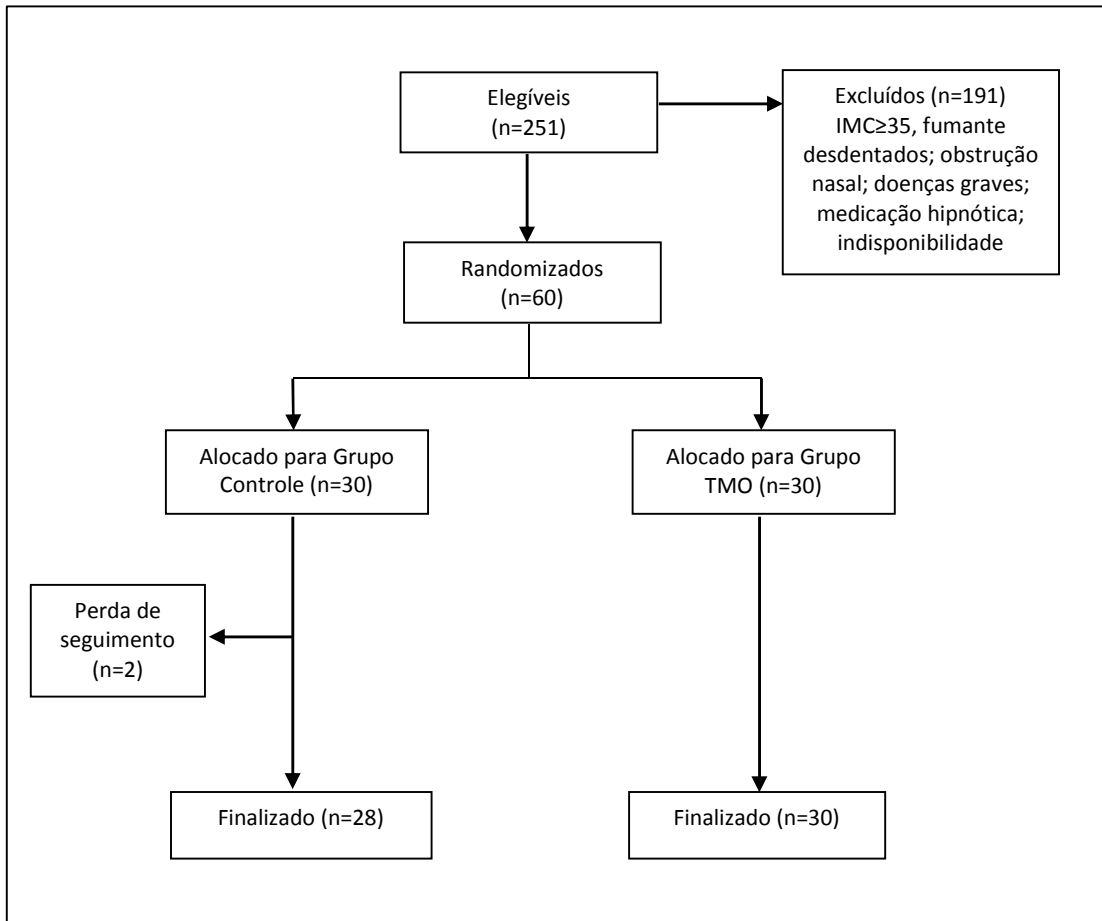 Elegíveis
(n=251)
Excluídos (n=191)
IMC≥35, fumante
desdentados; obstrução
nasal; doenças graves;
medicação hipnótica;
indisponibilidade
Randomizados
(n=60)
Alocado para Grupo
Controle (n=30)
Alocado para Grupo
TMO (n=30)
Perda de
seguimento
(n=2)
Finalizado (n=28)
Finalizado (n=30)